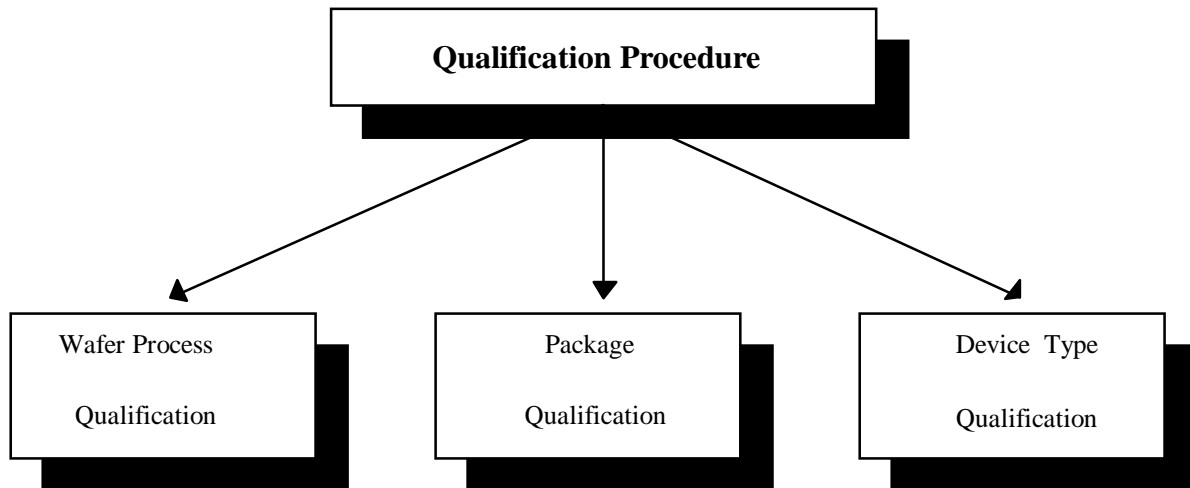 Qualification Procedure
Wafer Process
Qualification
Package
Qualification
Device Type
Qualification